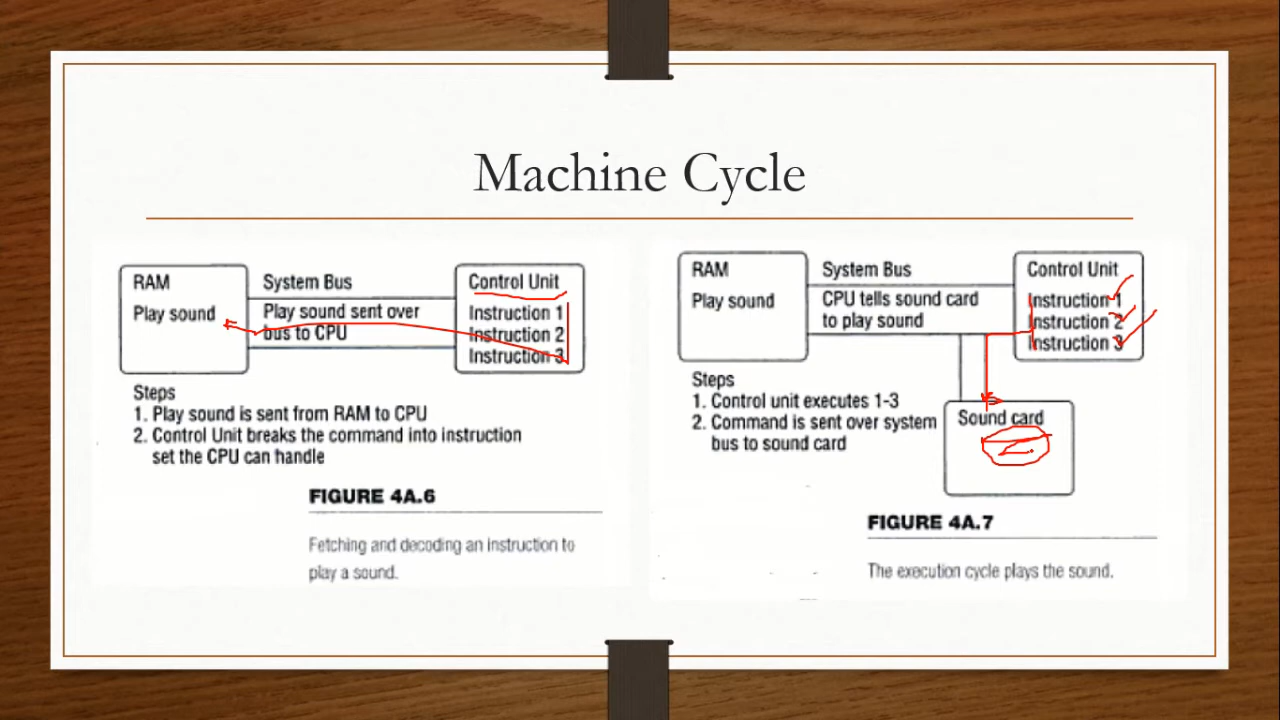 Machine Cycle
RAM
System Bus
Control Unit
Play sound
Play sound sent over
bus to CPU
Instruction 1
Instruction 2
Instruction 3
Steps
1. Play sound is sent from RAM to CPU
2. Control Unit breaks the command into instruction
set the CPU can handle
FIGURE 4A.6
Fetching and decoding an instruction to
play a sound.
RAM
System Bus
Control Unit
Play sound
CPU tells sound card
to play sound
Instruction 1
Instruction 2
Instruction 3
Steps
1. Control unit executes 1-3
2. Command is sent over system
bus to sound card
Sound card
FIGURE 4A.7
The execution cycle plays the sound.